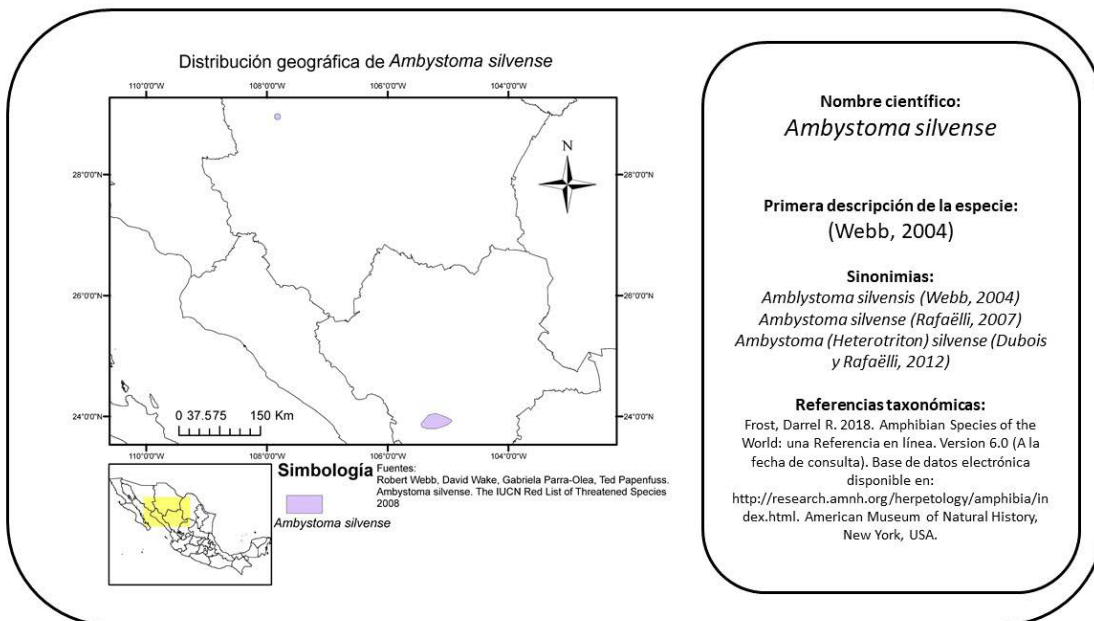 Distribución geográfica de Ambystoma silvense
110°0'0"W 108°0'0"W 106°0'0"W 104°0'0"W
N
28°0'0"N 28°0'0"N
26°0'0"N 26°0'0"N
24°0'0"N 24°0'0"N
0 37.575 150 Km
110°0'0"W 108°0'0"W 106°0'0"W 104°0'0"W
Simbología
Ambystoma silvense
Fuentes:
Robert Webb, David Wake, Gabriela Parra-Olea, Ted Papenfuss.
Ambystoma silvense. The IUCN Red List of Threatened Species
2008
Nombre científico:
Ambystoma silvense
Primera descripción de la especie:
(Webb, 2004)
Sinonimias:
Amblystoma silvensis (Webb, 2004)
Ambystoma silvense (Rafaëlli, 2007)
Ambystoma (Heterotriton) silvense (Dubois
y Rafaëlli, 2012)
Referencias taxonómicas:
Frost, Darrel R. 2018. Amphibian Species of the
World: una Referencia en línea. Version 6.0 (A la
fecha de consulta). Base de datos electrónica
disponible en:
http://research.amnh.org/herpetology/amphibia/in
dex.html. American Museum of Natural History,
New York, USA.